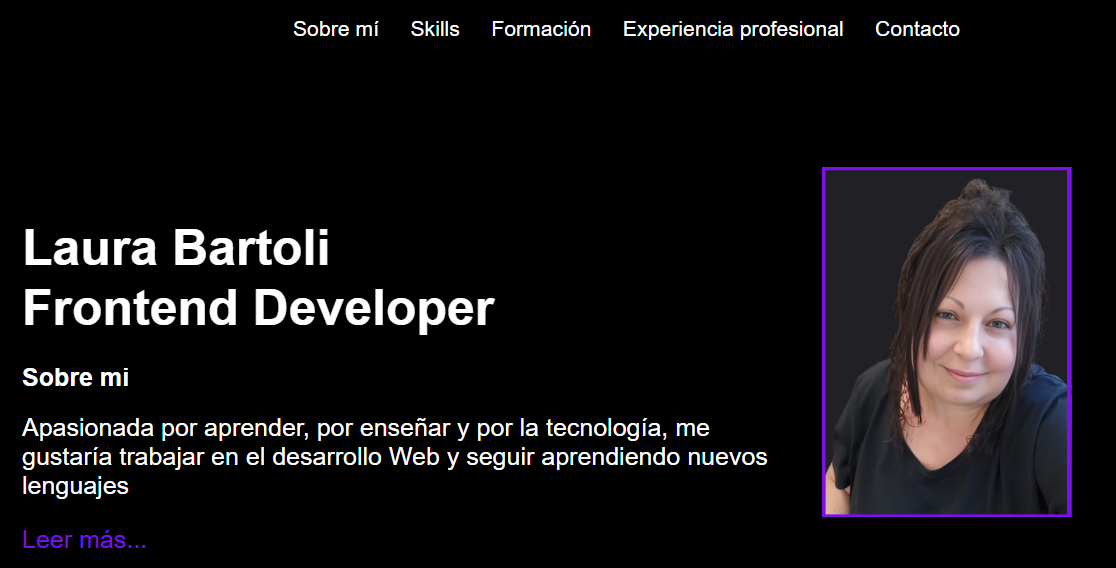 Sobre mí Skills Formación Experiencia profesional Contacto
Laura Bartoli
Frontend Developer
Sobre mi
Apasionada por aprender, por enseñar y por la tecnología, me
gustaría trabajar en el desarrollo Web y seguir aprendiendo nuevos
lenguajes
Leer más...